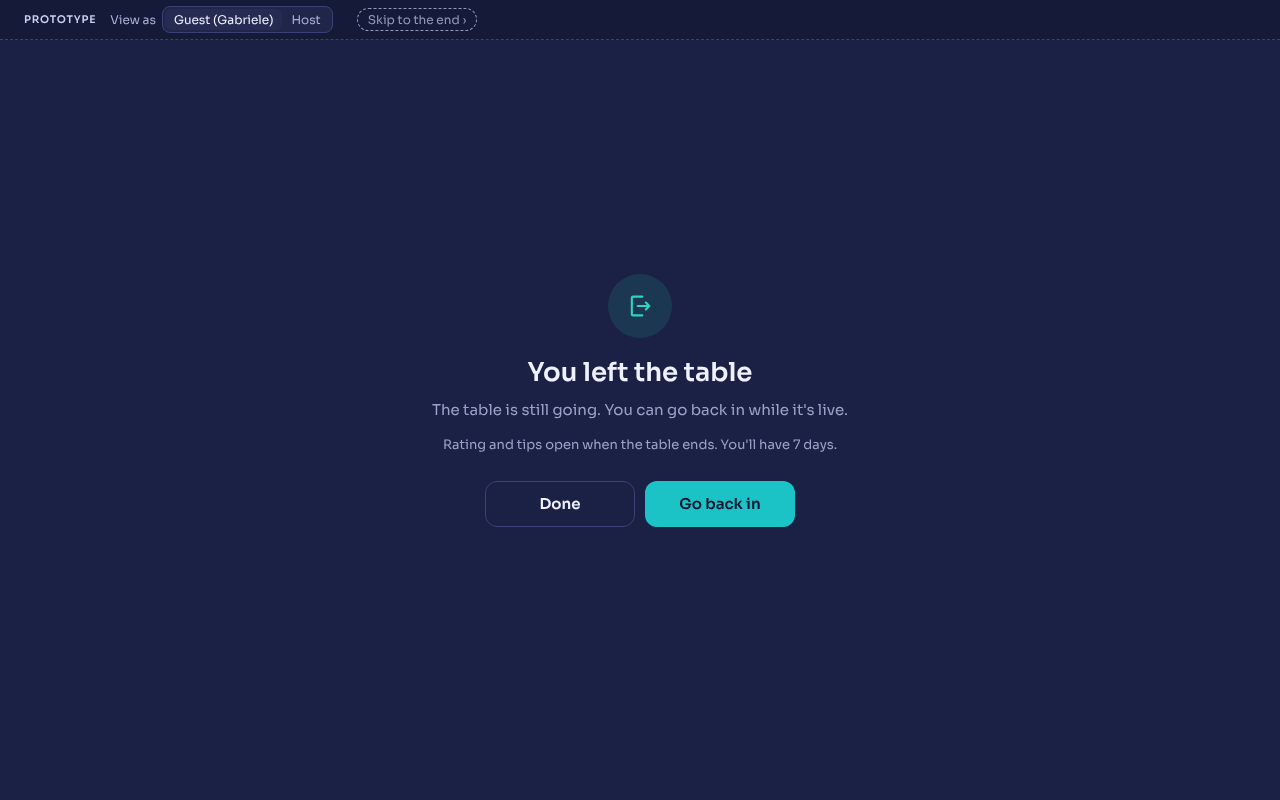 PROTOTYPE View as Guest (Gabriele) Host Skip to the end ›
You left the table
The table is still going. You can go back in while it's live.
Rating and tips open when the table ends. You'll have 7 days.
Done Go back in